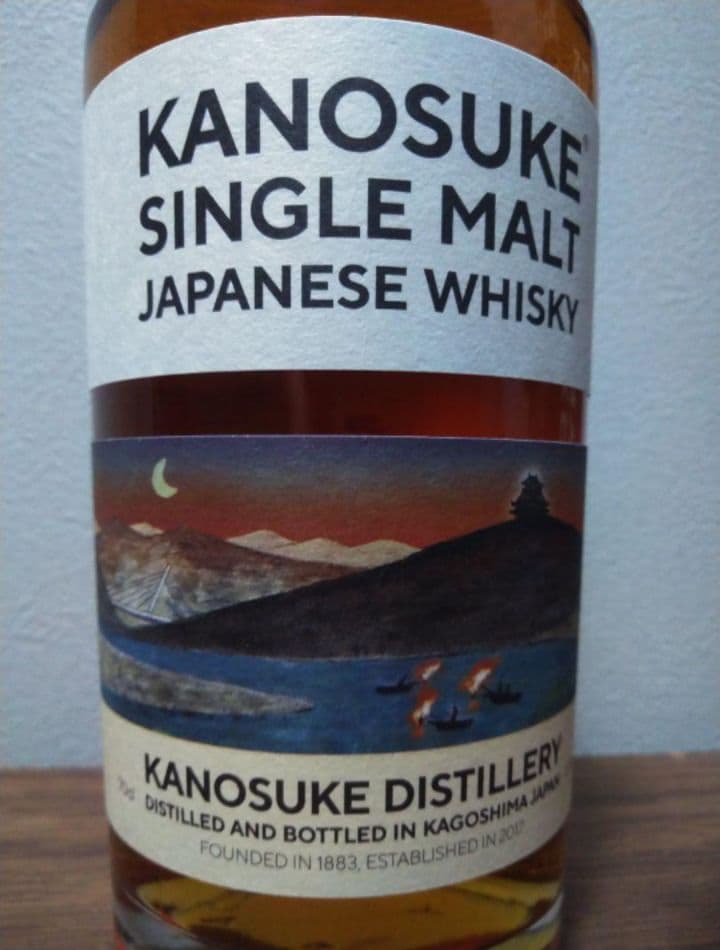 KANOSUKE®
SINGLE MALT
JAPANESE WHISKY
KANOSUKE DISTILLERY
70cl
DISTILLED AND BOTTLED IN KAGOSHIMA JAPAN
FOUNDED IN 1883, ESTABLISHED IN 2017